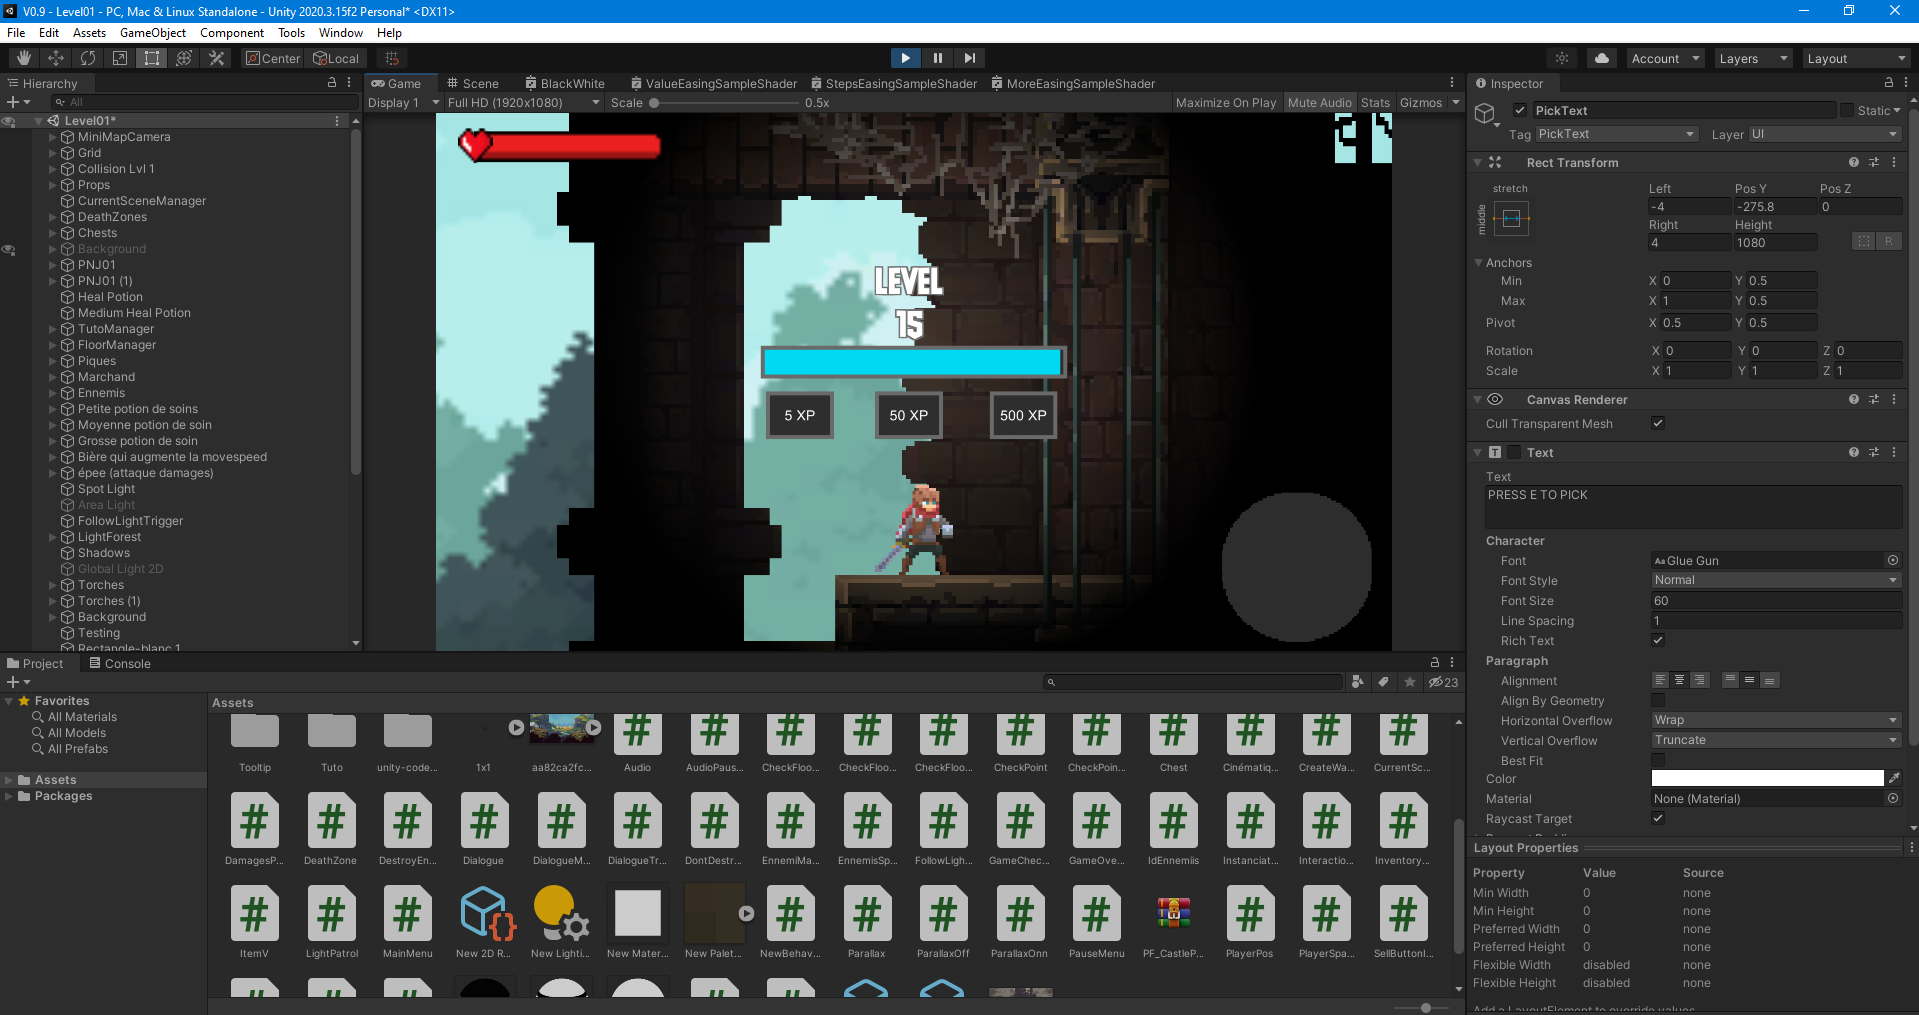 V0.9 - Level01 - PC, Mac & Linux Standalone - Unity 2020.3.15f2 Personal* <DX11>
File Edit Assets GameObject Component Tools Window Help
Center Local Account Layers Layout
Hierarchy
All
Level01*
MiniMapCamera
Grid
Collision Lvl 1
Props
CurrentSceneManager
DeathZones
Chests
Background
PNJ01
PNJ01 (1)
Heal Potion
Medium Heal Potion
TutoManager
FloorManager
Piques
Marchand
Ennemis
Petite potion de soins
Moyenne potion de soin
Grosse potion de soin
Bière qui augmente la movespeed
épee (attaque damages)
Spot Light
Area Light
FollowLightTrigger
LightForest
Shadows
Global Light 2D
Torches
Torches (1)
Background
Testing
Rectangle-blanc 1
Game Scene BlackWhite ValueEasingSampleShader StepsEasingSampleShader MoreEasingSampleShader
Display 1 Full HD (1920x1080) Scale 0.5x Maximize On Play Mute Audio Stats Gizmos
LEVEL
15
5 XP 50 XP 500 XP
Inspector
PickText Static
Tag PickText Layer UI
Rect Transform
stretch
middle
Left Pos Y Pos Z
-4 -275.8 0
Right Height
4 1080 R
Anchors
Min X 0 Y 0.5
Max X 1 Y 0.5
Pivot X 0.5 Y 0.5
Rotation X 0 Y 0 Z 0
Scale X 1 Y 1 Z 1
Canvas Renderer
Cull Transparent Mesh
T Text
Text
PRESS E TO PICK
Character
Font Aa Glue Gun
Font Style Normal
Font Size 60
Line Spacing 1
Rich Text
Paragraph
Alignment
Align By Geometry
Horizontal Overflow Wrap
Vertical Overflow Truncate
Best Fit
Color
Material None (Material)
Raycast Target
Layout Properties
Property Value Source
Min Width 0 none
Min Height 0 none
Preferred Width 0 none
Preferred Height 0 none
Flexible Width disabled none
Flexible Height disabled none
Add a LayoutElement to override values
Project Console
23
Favorites
All Materials
All Models
All Prefabs
Assets
Packages
Assets
Tooltip Tuto unity-code... 1x1 aa82ca2fc... Audio AudioPaus... CheckFloo... CheckFloo... CheckFloo... CheckPoint CheckPoin... Chest Cinématiq... CreateWa... CurrentSc...
DamagesP... DeathZone DestroyEn... Dialogue DialogueM... DialogueTr... DontDestr... EnnemiMa... EnnemisSp... FollowLigh... GameChec... GameOve... IdEnnemiis Instanciat... Interactio... Inventory...
ItemV LightPatrol MainMenu New 2D R... New Lighti... New Mater... New Palet... NewBehav... Parallax ParallaxOff ParallaxOnn PauseMenu PF_CastleP... PlayerPos PlayerSpa... SellButtonI...